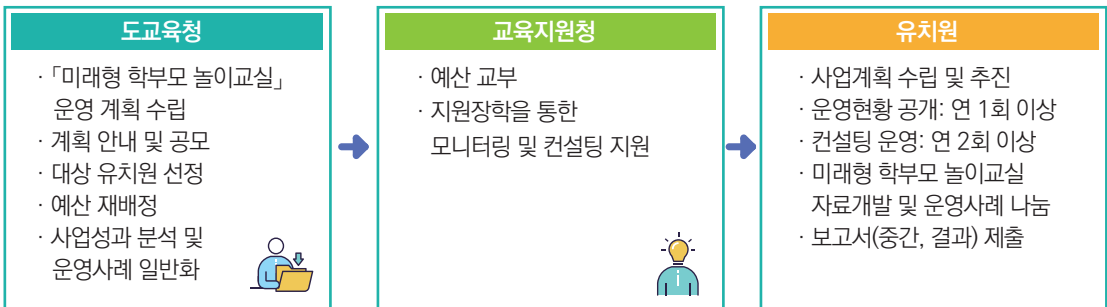 도교육청
· 「미래형 학부모 놀이교실」
운영 계획 수립
· 계획 안내 및 공모
· 대상 유치원 선정
· 예산 재배정
· 사업성과 분석 및
운영사례 일반화
교육지원청
· 예산 교부
· 지원장학을 통한
모니터링 및 컨설팅 지원
유치원
· 사업계획 수립 및 추진
· 운영현황 공개: 연 1회 이상
· 컨설팅 운영: 연 2회 이상
· 미래형 학부모 놀이교실
자료개발 및 운영사례 나눔
· 보고서(중간, 결과) 제출